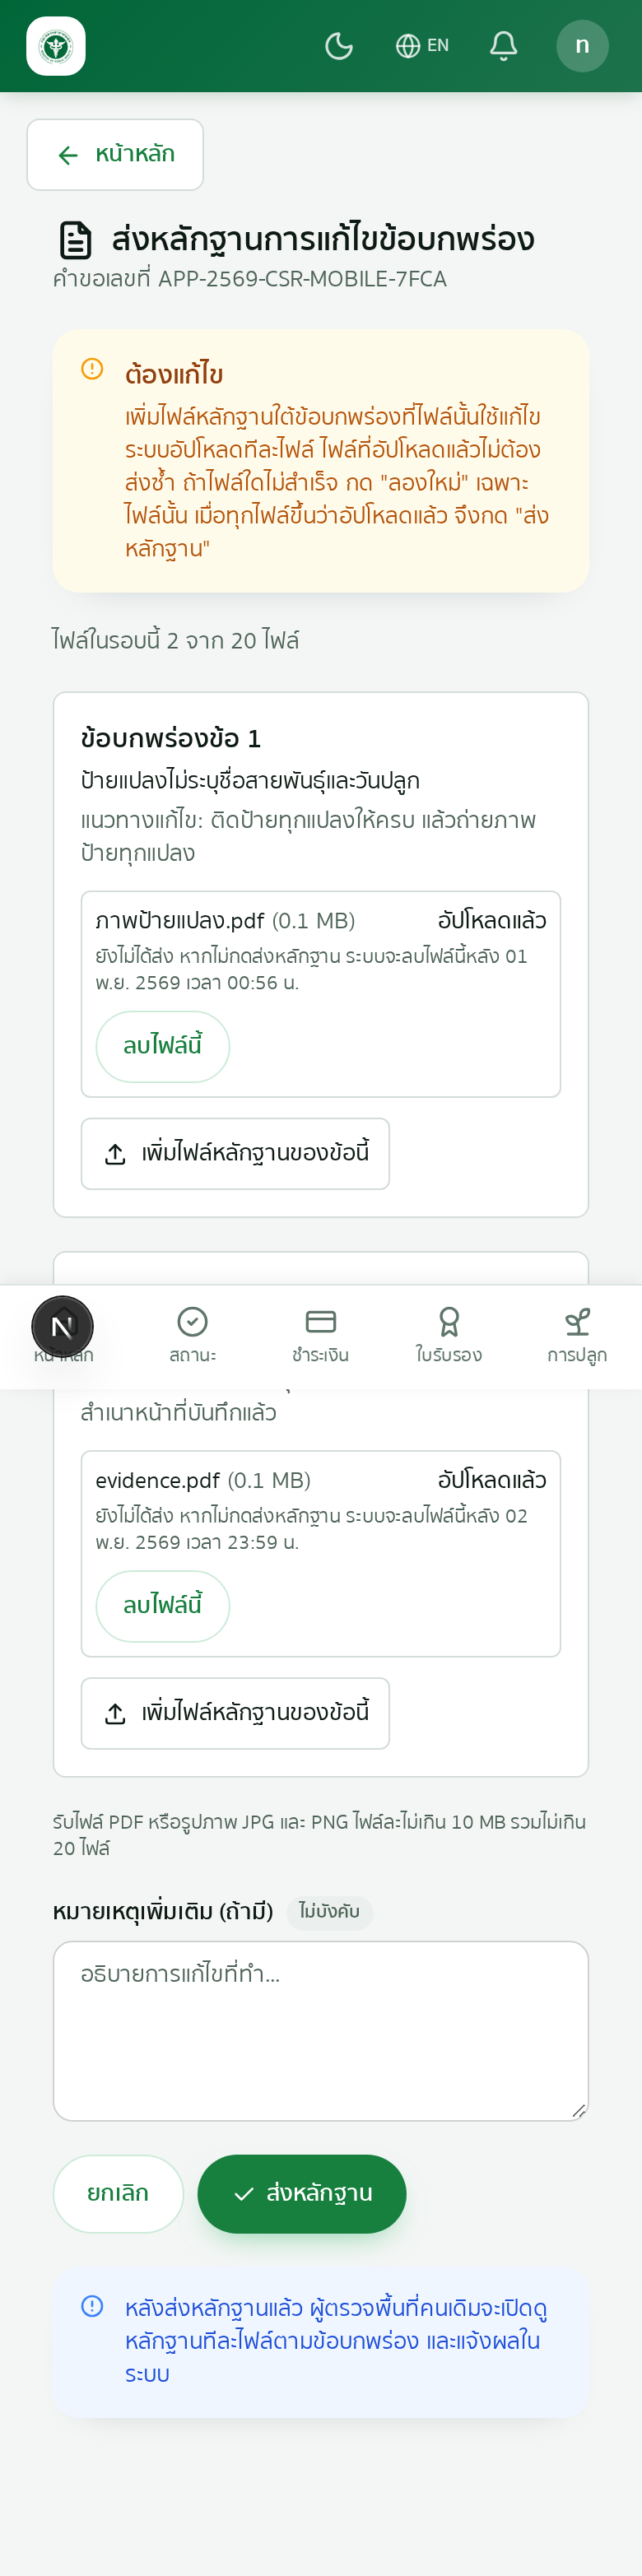 EN
ก
หน้าหลัก
ส่งหลักฐานการแก้ไขข้อบกพร่อง
คำขอเลขที่ APP-2569-CSR-MOBILE-7FCA
ต้องแก้ไข
เพิ่มไฟล์หลักฐานใต้ข้อบกพร่องที่ไฟล์นั้นใช้แก้ไข
ระบบอัปโหลดทีละไฟล์ ไฟล์ที่อัปโหลดแล้วไม่ต้อง
ส่งซ้ำ ถ้าไฟล์ใดไม่สำเร็จ กด "ลองใหม่" เฉพาะ
ไฟล์นั้น เมื่อทุกไฟล์ขึ้นว่าอัปโหลดแล้ว จึงกด "ส่ง
หลักฐาน"
ไฟล์ในรอบนี้ 2 จาก 20 ไฟล์
ข้อบกพร่องข้อ 1
ป้ายแปลงไม่ระบุชื่อสายพันธุ์และวันปลูก
แนวทางแก้ไข: ติดป้ายทุกแปลงให้ครบ แล้วถ่ายภาพ
ป้ายทุกแปลง
ภาพป้ายแปลง.pdf (0.1 MB) อัปโหลดแล้ว
ยังไม่ได้ส่ง หากไม่กดส่งหลักฐาน ระบบจะลบไฟล์นี้หลัง 01
พ.ย. 2569 เวลา 00:56 น.
ลบไฟล์นี้
เพิ่มไฟล์หลักฐานของข้อนี้
N
หน้าหลัก สถานะ ชำระเงิน ใบรับรอง การปลูก
สำเนาหน้าที่บันทึกแล้ว
evidence.pdf (0.1 MB) อัปโหลดแล้ว
ยังไม่ได้ส่ง หากไม่กดส่งหลักฐาน ระบบจะลบไฟล์นี้หลัง 02
พ.ย. 2569 เวลา 23:59 น.
ลบไฟล์นี้
เพิ่มไฟล์หลักฐานของข้อนี้
รับไฟล์ PDF หรือรูปภาพ JPG และ PNG ไฟล์ละไม่เกิน 10 MB รวมไม่เกิน
20 ไฟล์
หมายเหตุเพิ่มเติม (ถ้ามี) ไม่บังคับ
อธิบายการแก้ไขที่ทำ...
ยกเลิก ส่งหลักฐาน
หลังส่งหลักฐานแล้ว ผู้ตรวจพื้นที่คนเดิมจะเปิดดู
หลักฐานทีละไฟล์ตามข้อบกพร่อง และแจ้งผลใน
ระบบ